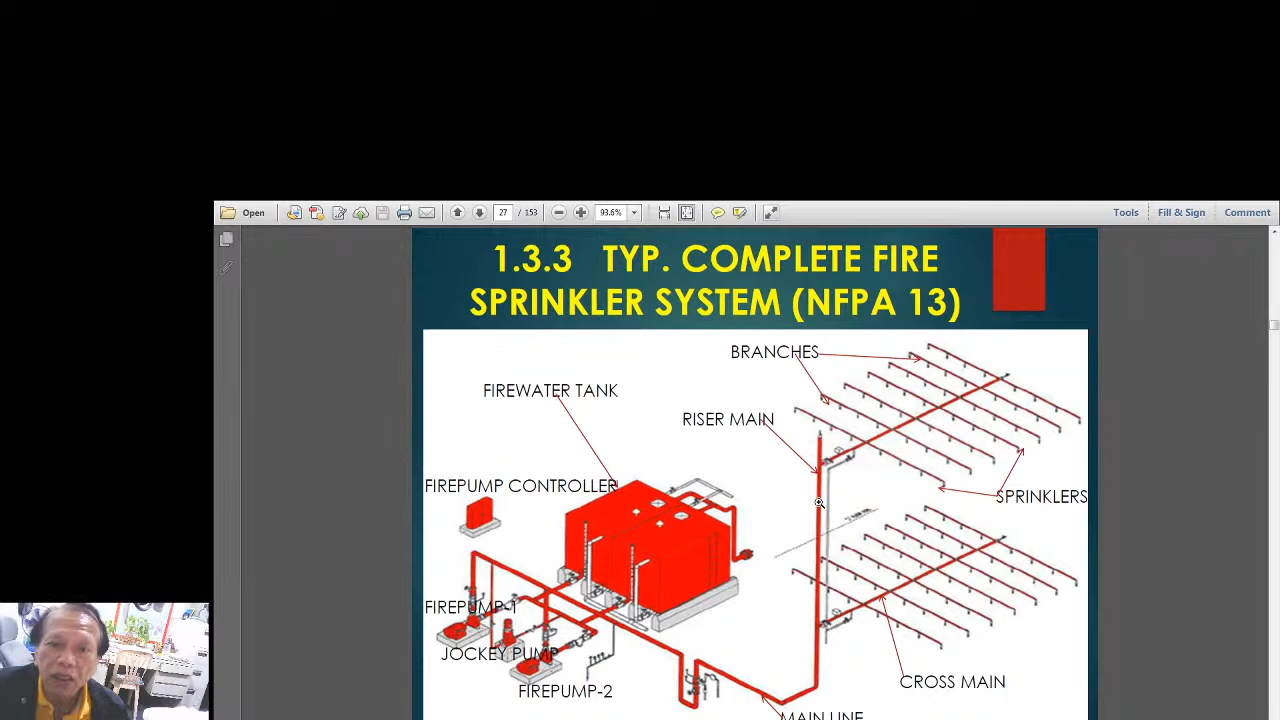 Open
27
/ 153
93.6%
Tools
Fill & Sign
Comment
1.3.3 TYP. COMPLETE FIRE
SPRINKLER SYSTEM (NFPA 13)
BRANCHES
FIREWATER TANK
RISER MAIN
FIREPUMP CONTROLLER
SPRINKLERS
FIREPUMP-1
JOCKEY PUMP
FIREPUMP-2
CROSS MAIN
MAIN LINE